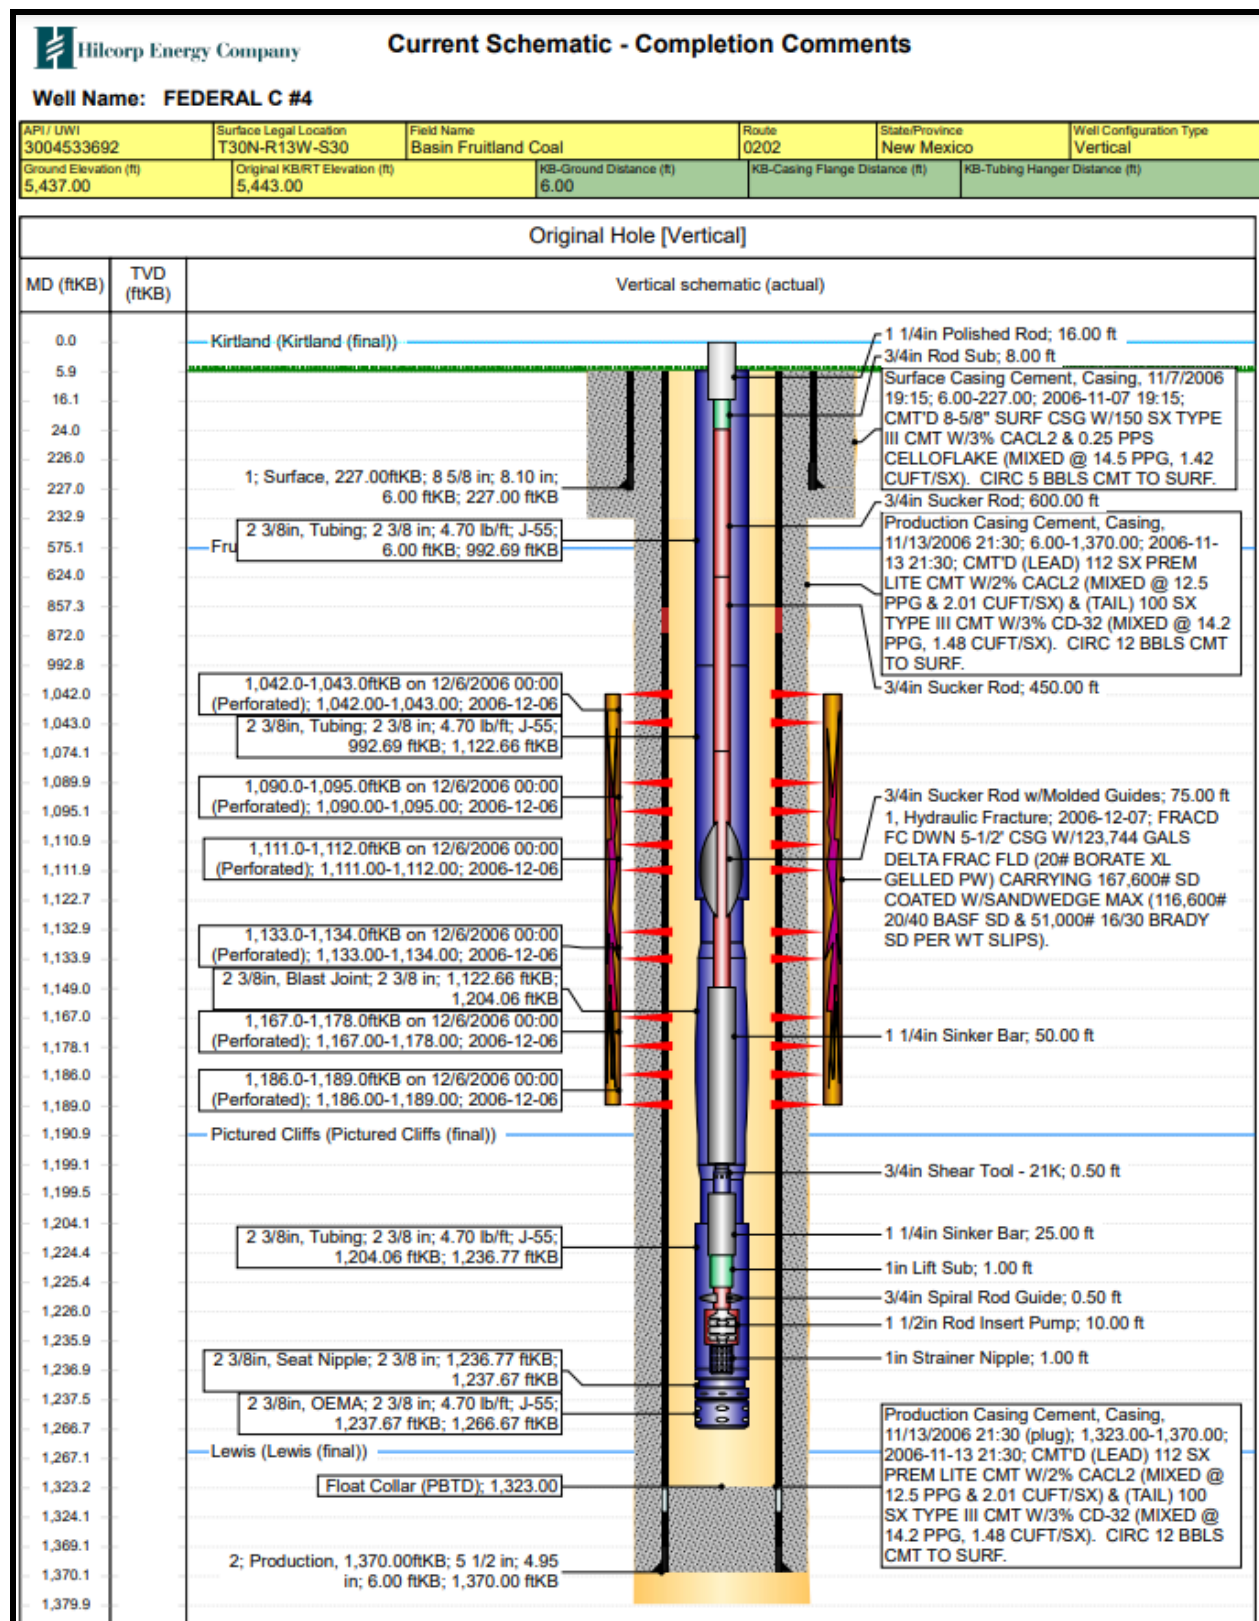 Hilcorp Energy Company
Current Schematic - Completion Comments
Well Name: FEDERAL C #4
API / UWI
3004533692
Surface Legal Location
T30N-R13W-S30
Field Name
Basin Fruitland Coal
Route
0202
State/Province
New Mexico
Well Configuration Type
Vertical
Ground Elevation (ft)
5,437.00
Original KB/RT Elevation (ft)
5,443.00
KB-Ground Distance (ft)
6.00
KB-Casing Flange Distance (ft)
KB-Tubing Hanger Distance (ft)
Original Hole [Vertical]
MD (ftKB)
TVD
(ftKB)
Vertical schematic (actual)
0.0
5.9
16.1
24.0
226.0
227.0
232.9
575.1
624.0
857.3
872.0
992.8
1,042.0
1,043.0
1,074.1
1,089.9
1,095.1
1,110.9
1,111.9
1,122.7
1,132.9
1,133.9
1,149.0
1,167.0
1,178.1
1,186.0
1,189.0
1,190.9
1,199.1
1,199.5
1,204.1
1,224.4
1,225.4
1,226.0
1,235.9
1,236.9
1,237.5
1,266.7
1,267.1
1,323.2
1,324.1
1,369.1
1,370.1
1,379.9
Kirtland (Kirtland (final))
1; Surface, 227.00ftKB; 8 5/8 in; 8.10 in;
6.00 ftKB; 227.00 ftKB
2 3/8in, Tubing; 2 3/8 in; 4.70 lb/ft; J-55;
6.00 ftKB; 992.69 ftKB
Fru
1,042.0-1,043.0ftKB on 12/6/2006 00:00
(Perforated); 1,042.00-1,043.00; 2006-12-06
2 3/8in, Tubing; 2 3/8 in; 4.70 lb/ft; J-55;
992.69 ftKB; 1,122.66 ftKB
1,090.0-1,095.0ftKB on 12/6/2006 00:00
(Perforated); 1,090.00-1,095.00; 2006-12-06
1,111.0-1,112.0ftKB on 12/6/2006 00:00
(Perforated); 1,111.00-1,112.00; 2006-12-06
1,133.0-1,134.0ftKB on 12/6/2006 00:00
(Perforated); 1,133.00-1,134.00; 2006-12-06
2 3/8in, Blast Joint; 2 3/8 in; 1,122.66 ftKB;
1,204.06 ftKB
1,167.0-1,178.0ftKB on 12/6/2006 00:00
(Perforated); 1,167.00-1,178.00; 2006-12-06
1,186.0-1,189.0ftKB on 12/6/2006 00:00
(Perforated); 1,186.00-1,189.00; 2006-12-06
Pictured Cliffs (Pictured Cliffs (final))
2 3/8in, Tubing; 2 3/8 in; 4.70 lb/ft; J-55;
1,204.06 ftKB; 1,236.77 ftKB
2 3/8in, Seat Nipple; 2 3/8 in; 1,236.77 ftKB;
1,237.67 ftKB
2 3/8in, OEMA; 2 3/8 in; 4.70 lb/ft; J-55;
1,237.67 ftKB; 1,266.67 ftKB
Lewis (Lewis (final))
Float Collar (PBTD); 1,323.00
2; Production, 1,370.00ftKB; 5 1/2 in; 4.95
in; 6.00 ftKB; 1,370.00 ftKB
1 1/4in Polished Rod; 16.00 ft
3/4in Rod Sub; 8.00 ft
Surface Casing Cement, Casing, 11/7/2006
19:15; 6.00-227.00; 2006-11-07 19:15;
CMT'D 8-5/8" SURF CSG W/150 SX TYPE
III CMT W/3% CACL2 & 0.25 PPS
CELLOFLAKE (MIXED @ 14.5 PPG, 1.42
CUFT/SX). CIRC 5 BBLS CMT TO SURF.
3/4in Sucker Rod; 600.00 ft
Production Casing Cement, Casing,
11/13/2006 21:30; 6.00-1,370.00; 2006-11-
13 21:30; CMT'D (LEAD) 112 SX PREM
LITE CMT W/2% CACL2 (MIXED @ 12.5
PPG & 2.01 CUFT/SX) & (TAIL) 100 SX
TYPE III CMT W/3% CD-32 (MIXED @ 14.2
PPG, 1.48 CUFT/SX). CIRC 12 BBLS CMT
TO SURF.
3/4in Sucker Rod; 450.00 ft
3/4in Sucker Rod w/Molded Guides; 75.00 ft
1, Hydraulic Fracture; 2006-12-07; FRACD
FC DWN 5-1/2' CSG W/123,744 GALS
DELTA FRAC FLD (20# BORATE XL
GELLED PW) CARRYING 167,600# SD
COATED W/SANDWEDGE MAX (116,600#
20/40 BASF SD & 51,000# 16/30 BRADY
SD PER WT SLIPS).
1 1/4in Sinker Bar; 50.00 ft
3/4in Shear Tool - 21K; 0.50 ft
1 1/4in Sinker Bar; 25.00 ft
1in Lift Sub; 1.00 ft
3/4in Spiral Rod Guide; 0.50 ft
1 1/2in Rod Insert Pump; 10.00 ft
1in Strainer Nipple; 1.00 ft
Production Casing Cement, Casing,
11/13/2006 21:30 (plug); 1,323.00-1,370.00;
2006-11-13 21:30; CMT'D (LEAD) 112 SX
PREM LITE CMT W/2% CACL2 (MIXED @
12.5 PPG & 2.01 CUFT/SX) & (TAIL) 100
SX TYPE III CMT W/3% CD-32 (MIXED @
14.2 PPG, 1.48 CUFT/SX). CIRC 12 BBLS
CMT TO SURF.